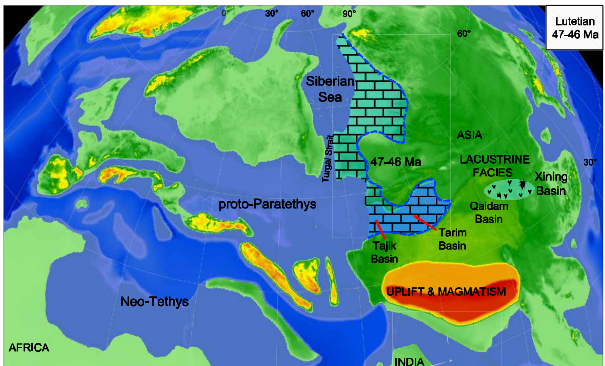 0° 30° 60° 90°
Lutetian
47-46 Ma
60°
Siberian
Sea
Turgai Strait
ASIA
47-46 Ma
LACUSTRINE
FACIES
30°
Xining
Basin
Qaidam
Basin
proto-Paratethys
Tarim
Basin
Tajik
Basin
UPLIFT & MAGMATISM
Neo-Tethys
AFRICA
INDIA